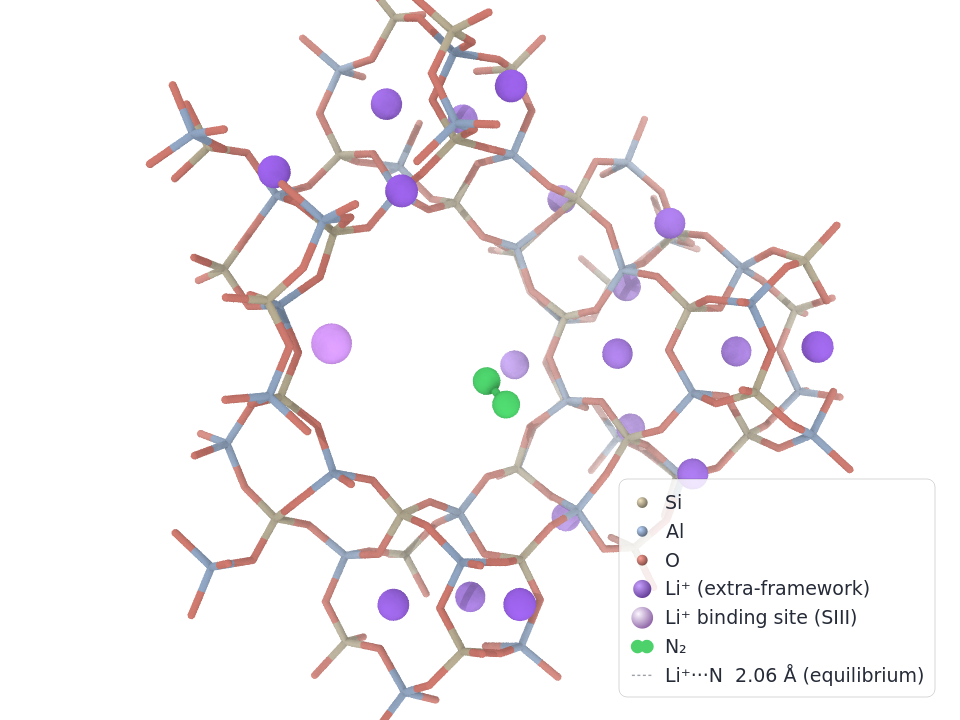 Si
Al
O
Li⁺ (extra-framework)
Li⁺ binding site (SIII)
N₂
Li⁺···N  2.06 Å (equilibrium)